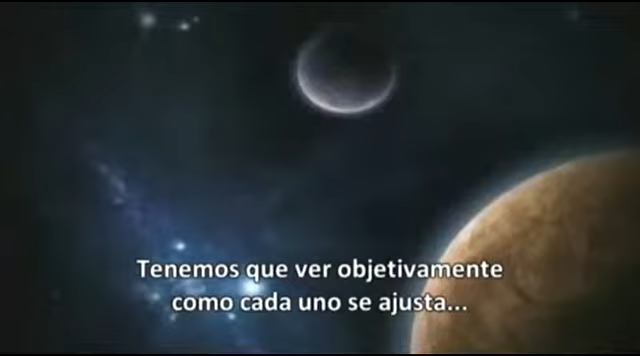 Tenemos que ver objetivamente
como cada uno se ajusta...